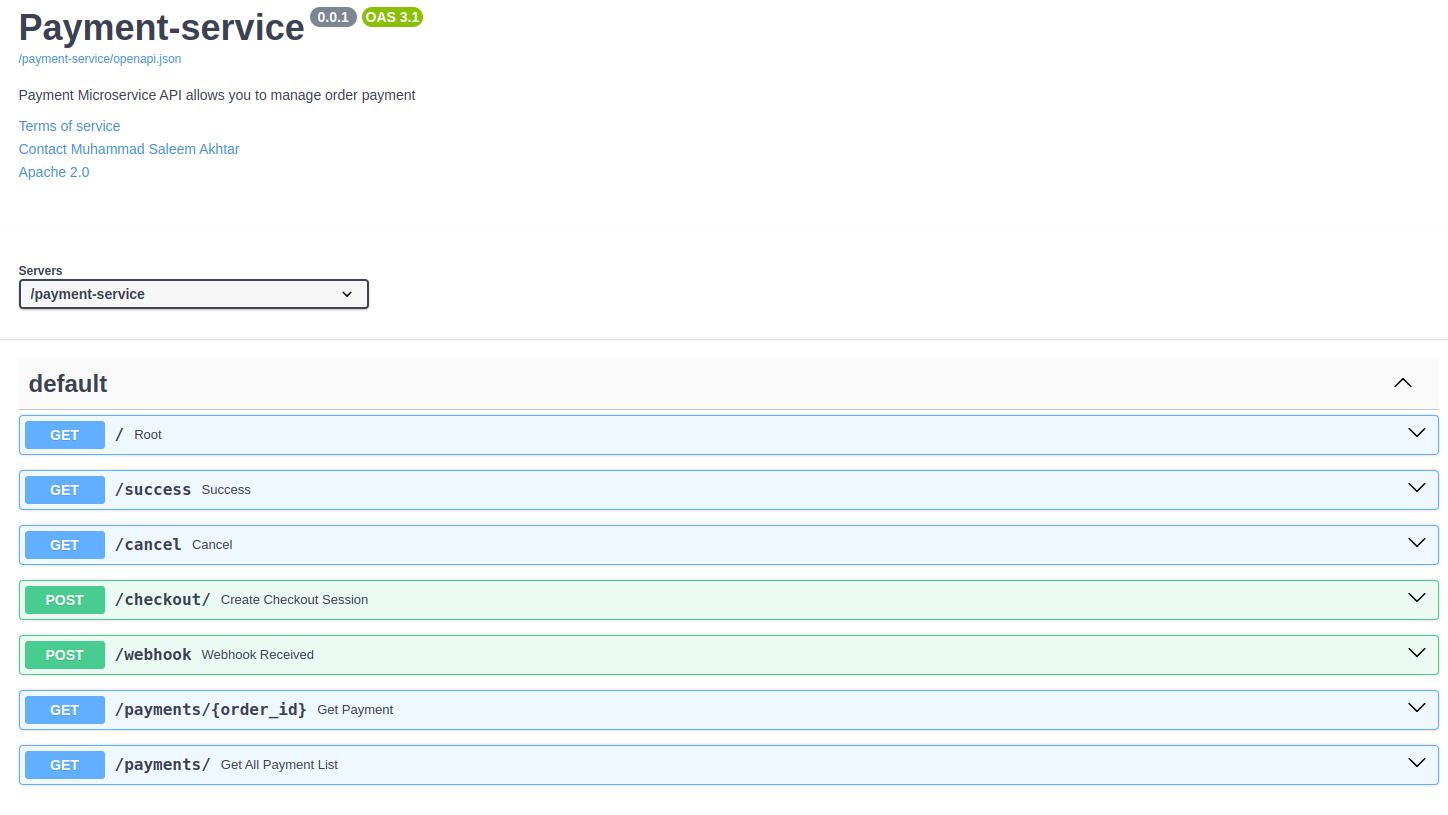 Payment-service 0.0.1 OAS 3.1
/payment-service/openapi.json
Payment Microservice API allows you to manage order payment
Terms of service
Contact Muhammad Saleem Akhtar
Apache 2.0
Servers
/payment-service
default
GET / Root
GET /success Success
GET /cancel Cancel
POST /checkout/ Create Checkout Session
POST /webhook Webhook Received
GET /payments/{order_id} Get Payment
GET /payments/ Get All Payment List